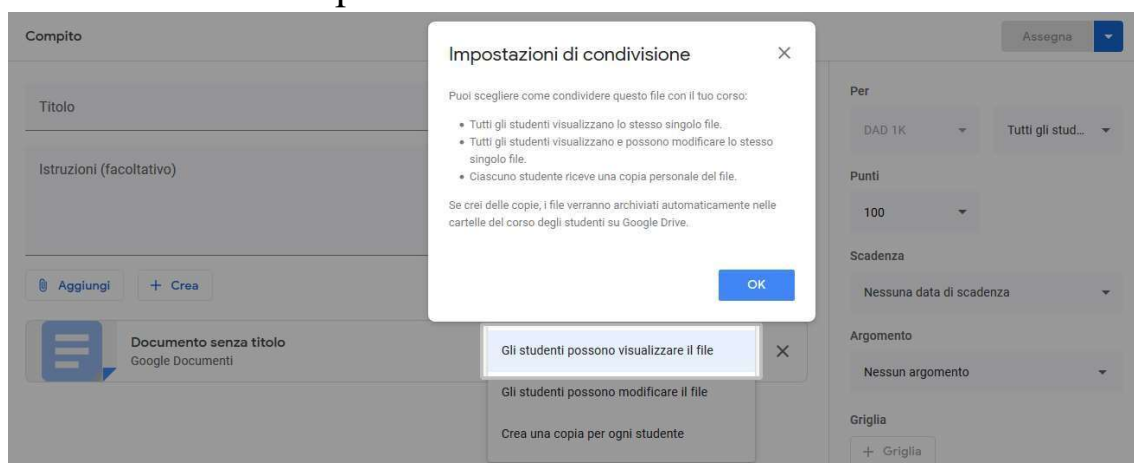 Compito
Assegna
Impostazioni di condivisione
Puoi scegliere come condividere questo file con il tuo corso:
• Tutti gli studenti visualizzano lo stesso singolo file.
• Tutti gli studenti visualizzano e possono modificare lo stesso
singolo file.
• Ciascuno studente riceve una copia personale del file.
Se crei delle copie, i file verranno archiviati automaticamente nelle
cartelle del corso degli studenti su Google Drive.
OK
Titolo
Istruzioni (facoltativo)
Aggiungi
+ Crea
Documento senza titolo
Google Documenti
Gli studenti possono visualizzare il file
Gli studenti possono modificare il file
Crea una copia per ogni studente
Per
DAD 1K
Tutti gli stud...
Punti
100
Scadenza
Nessuna data di scadenza
Argomento
Nessun argomento
Griglia
+ Griglia